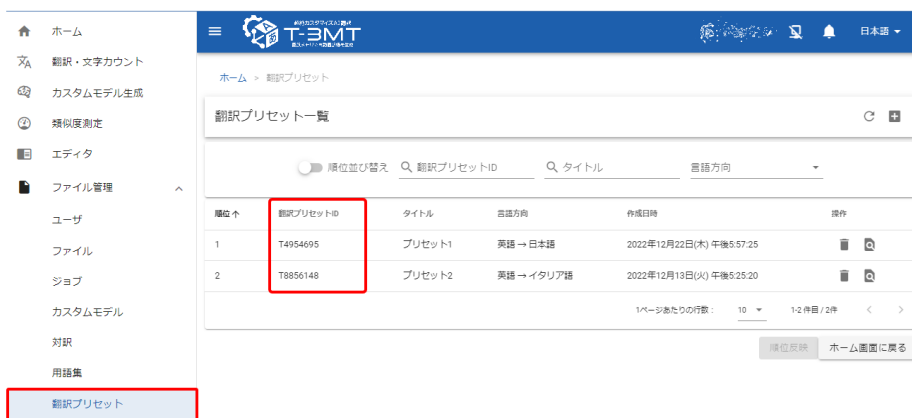 ホーム
翻訳・文字カウント
カスタムモデル生成
類似度測定
エディタ
ファイル管理
ユーザ
ファイル
ジョブ
カスタムモデル
対訳
用語集
翻訳プリセット
T-3MT
日本語
ホーム > 翻訳プリセット
翻訳プリセット一覧
順位並び替え 翻訳プリセットID タイトル 言語方向
順位 翻訳プリセットID タイトル 言語方向 作成日時 操作
1 T4954695 プリセット1 英語→日本語 2022年12月22日(木) 午後5:57:25
2 T8856148 プリセット2 英語→イタリア語 2022年12月13日(火) 午後5:25:20
1ページあたりの行数： 10 1-2 件目 / 2件
順位反映 ホーム画面に戻る